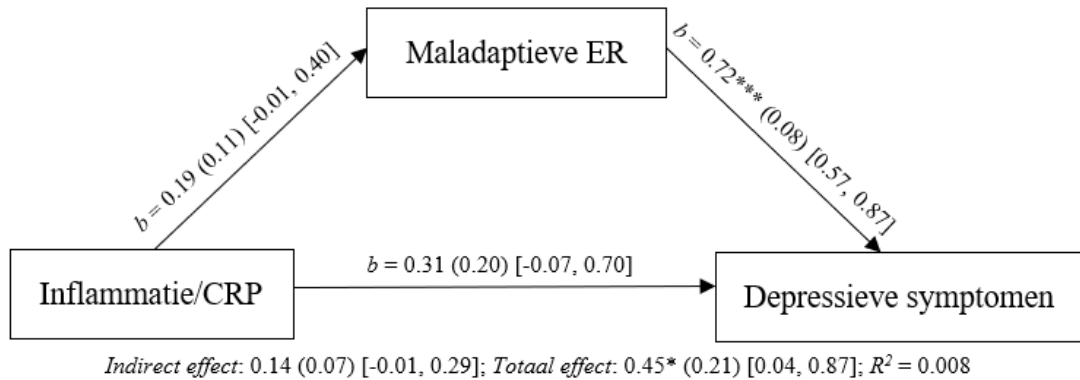 Maladaptieve ER
b = 0.19 (0.11) [-0.01, 0.40]
b = 0.72*** (0.08) [0.57, 0.87]
Inflammatie/CRP
b = 0.31 (0.20) [-0.07, 0.70]
Depressieve symptomen
Indirect effect: 0.14 (0.07) [-0.01, 0.29]; Totaal effect: 0.45* (0.21) [0.04, 0.87]; R² = 0.008